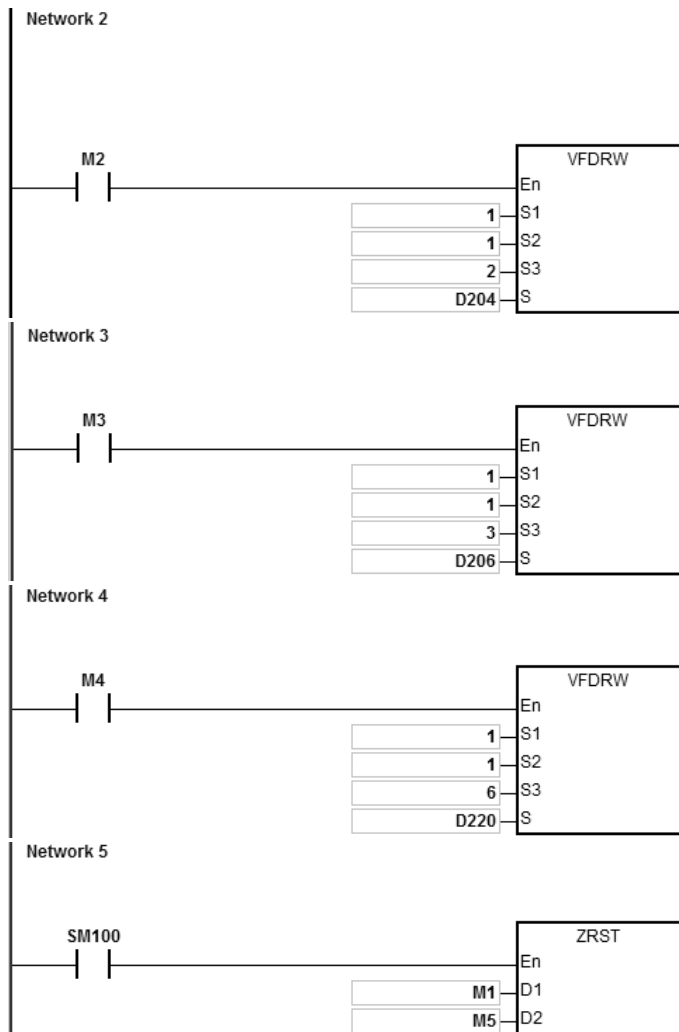 Network 2
M2
VFDRW
En
1 S1
1 S2
2 S3
D204 S
Network 3
M3
VFDRW
En
1 S1
1 S2
3 S3
D206 S
Network 4
M4
VFDRW
En
1 S1
1 S2
6 S3
D220 S
Network 5
SM100
ZRST
En
M1 D1
M5 D2